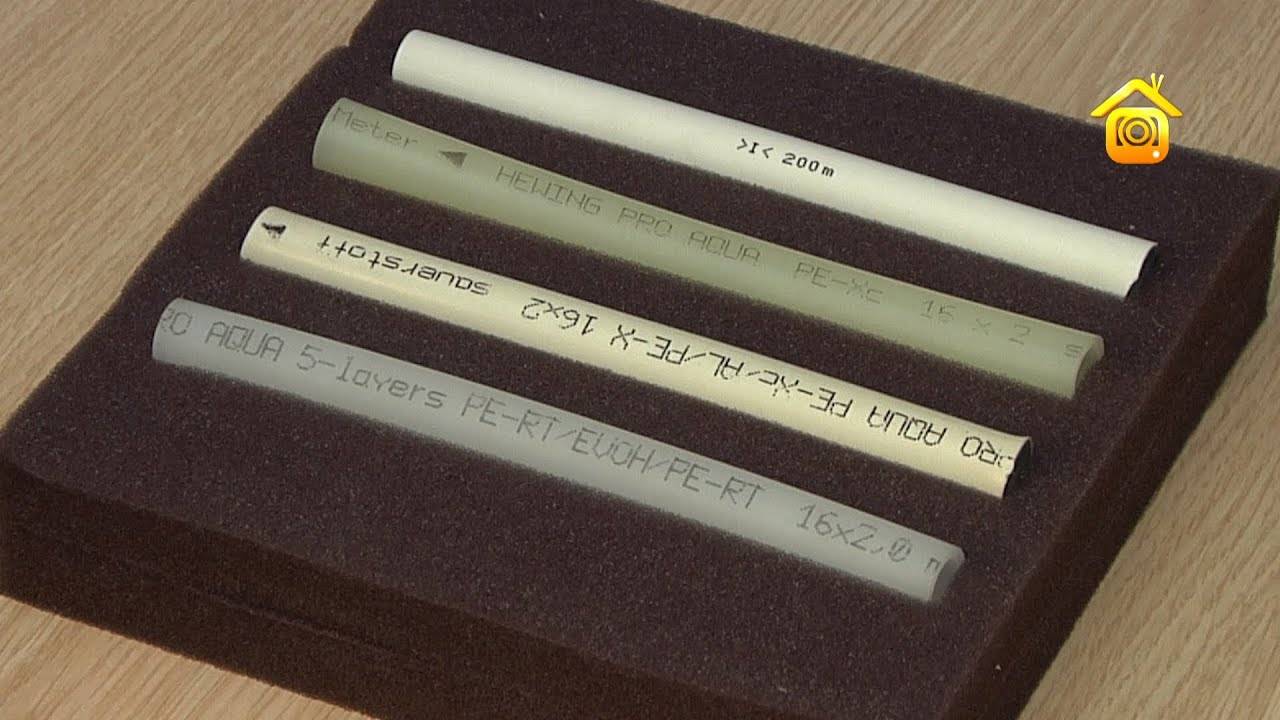 >I< 200m
Meter ◄ HEWING PRO AQUA PE-Xc 16 x 2 s
PRO AQUA PE-Xc/AL/PE-X 16x2 sauerstoff
RO AQUA 5-layers PE-RT/EVOH/PE-RT 16x2,0 m